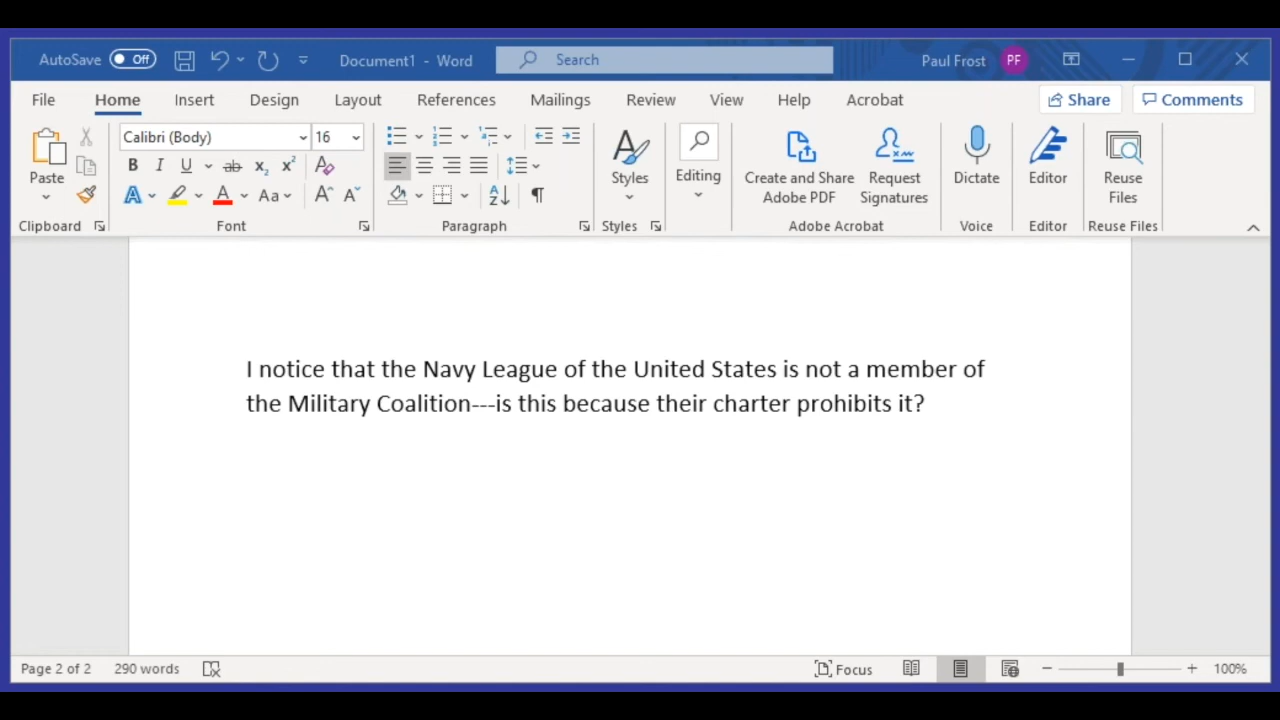 AutoSave Off Document1 - Word Search Paul Frost PF
File Home Insert Design Layout References Mailings Review View Help Acrobat Share Comments
Calibri (Body) 16
Paste Styles Editing Create and Share Adobe PDF Request Signatures Dictate Editor Reuse Files
Clipboard Font Paragraph Styles Adobe Acrobat Voice Editor Reuse Files
I notice that the Navy League of the United States is not a member of
the Military Coalition---is this because their charter prohibits it?
Page 2 of 2 290 words Focus 100%